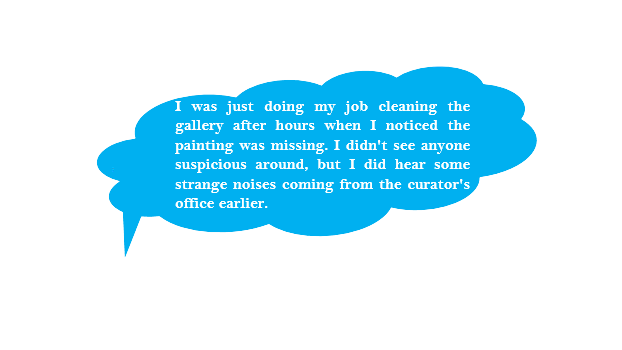 I was just doing my job cleaning the
gallery after hours when I noticed the
painting was missing. I didn't see anyone
suspicious around, but I did hear some
strange noises coming from the curator's
office earlier.